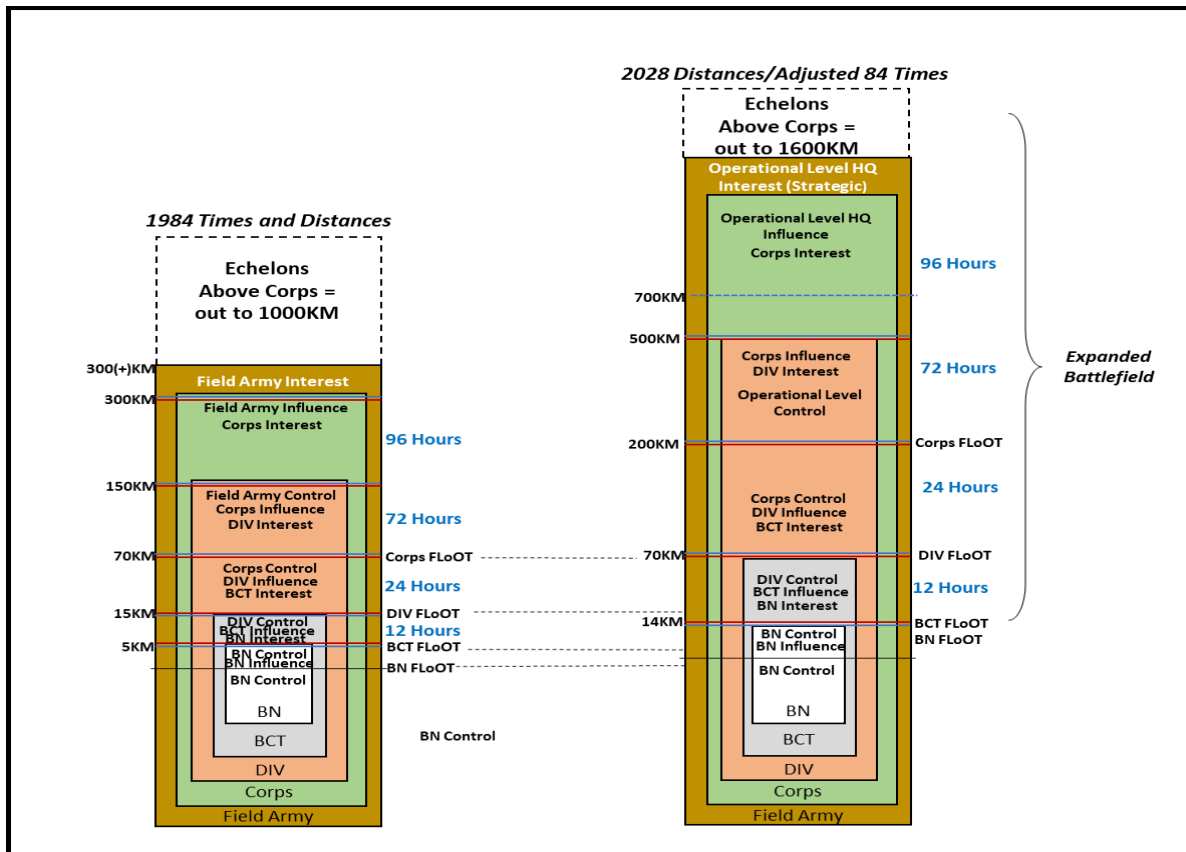 1984 Times and Distances
Echelons
Above Corps =
out to 1000KM
300(+)KM
Field Army Interest
300KM
Field Army Influence
Corps Interest
96 Hours
150KM
Field Army Control
Corps Influence
DIV Interest
72 Hours
70KM
Corps FLoOT
Corps Control
DIV Influence
BCT Interest
24 Hours
15KM
DIV FLoOT
DIV Control
BCT Influence
BN Interest
12 Hours
5KM
BCT FLoOT
BN Control
BN Influence
BN FLoOT
BN Control
BN
BCT
DIV
Corps
Field Army
BN Control
2028 Distances/Adjusted 84 Times
Echelons
Above Corps =
out to 1600KM
Operational Level HQ
Interest (Strategic)
Operational Level HQ
Influence
Corps Interest
96 Hours
700KM
500KM
Corps Influence
DIV Interest
Operational Level
Control
72 Hours
200KM
Corps FLoOT
Corps Control
DIV Influence
BCT Interest
24 Hours
70KM
DIV FLoOT
DIV Control
BCT Influence
BN Interest
12 Hours
14KM
BCT FLoOT
BN Control
BN Influence
BN FLoOT
BN Control
BN
BCT
DIV
Corps
Field Army
Expanded
Battlefield